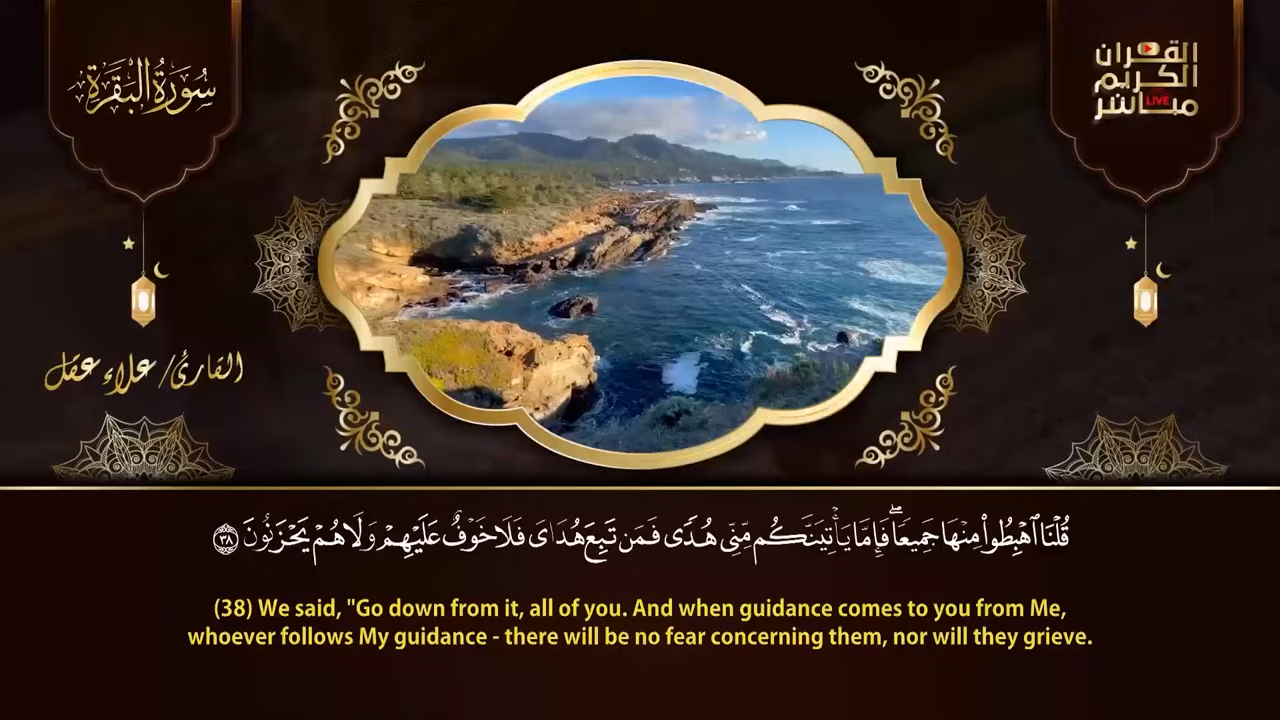 سُورَةُ البَقَرَةِ
القرآن
الكريم
مباشر
LIVE
القارئ/ علاء عقل
قُلۡنَا ٱهۡبِطُواْ مِنۡهَا جَمِيعٗاۖ فَإِمَّا يَأۡتِيَنَّكُم مِّنِّي هُدٗى فَمَن تَبِعَ هُدَايَ فَلَا خَوۡفٌ عَلَيۡهِمۡ وَلَا هُمۡ يَحۡزَنُونَ ٣٨
(38) We said, "Go down from it, all of you. And when guidance comes to you from Me,
whoever follows My guidance - there will be no fear concerning them, nor will they grieve.